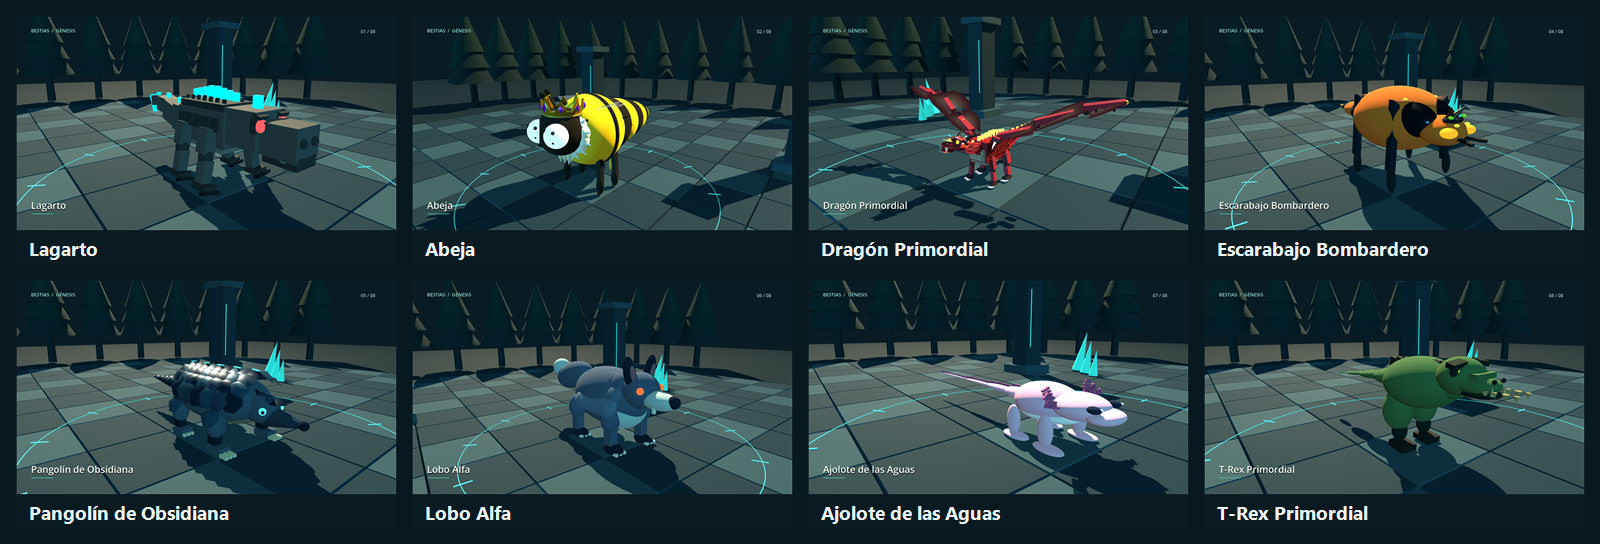 BESTIAS / GÉNESIS 01 / 08
Lagarto
Lagarto
BESTIAS / GÉNESIS 02 / 08
Abeja
Abeja
BESTIAS / GÉNESIS 03 / 08
Dragón Primordial
Dragón Primordial
BESTIAS / GÉNESIS 04 / 08
Escarabajo Bombardero
Escarabajo Bombardero
BESTIAS / GÉNESIS 05 / 08
Pangolín de Obsidiana
Pangolín de Obsidiana
BESTIAS / GÉNESIS 06 / 08
Lobo Alfa
Lobo Alfa
BESTIAS / GÉNESIS 07 / 08
Ajolote de las Aguas
Ajolote de las Aguas
BESTIAS / GÉNESIS 08 / 08
T-Rex Primordial
T-Rex Primordial